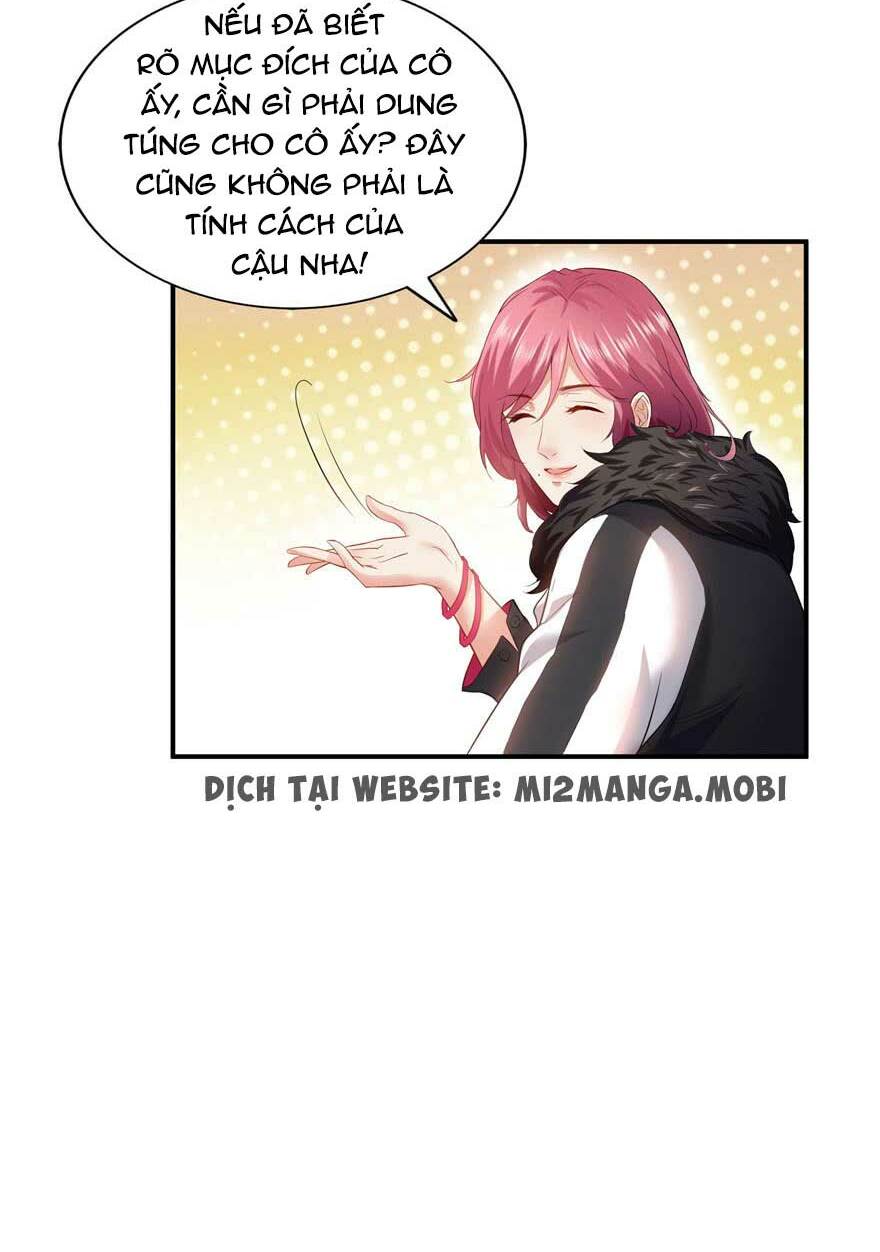 NẾU ĐÃ BIẾT
RÕ MỤC ĐÍCH CỦA CÔ
ẤY, CẦN GÌ PHẢI DUNG
TÚNG CHO CÔ ẤY? ĐÂY
CŨNG KHÔNG PHẢI LÀ
TÍNH CÁCH CỦA
CẬU NHA!
DỊCH TẠI WEBSITE: MI2MANGA.MOBI